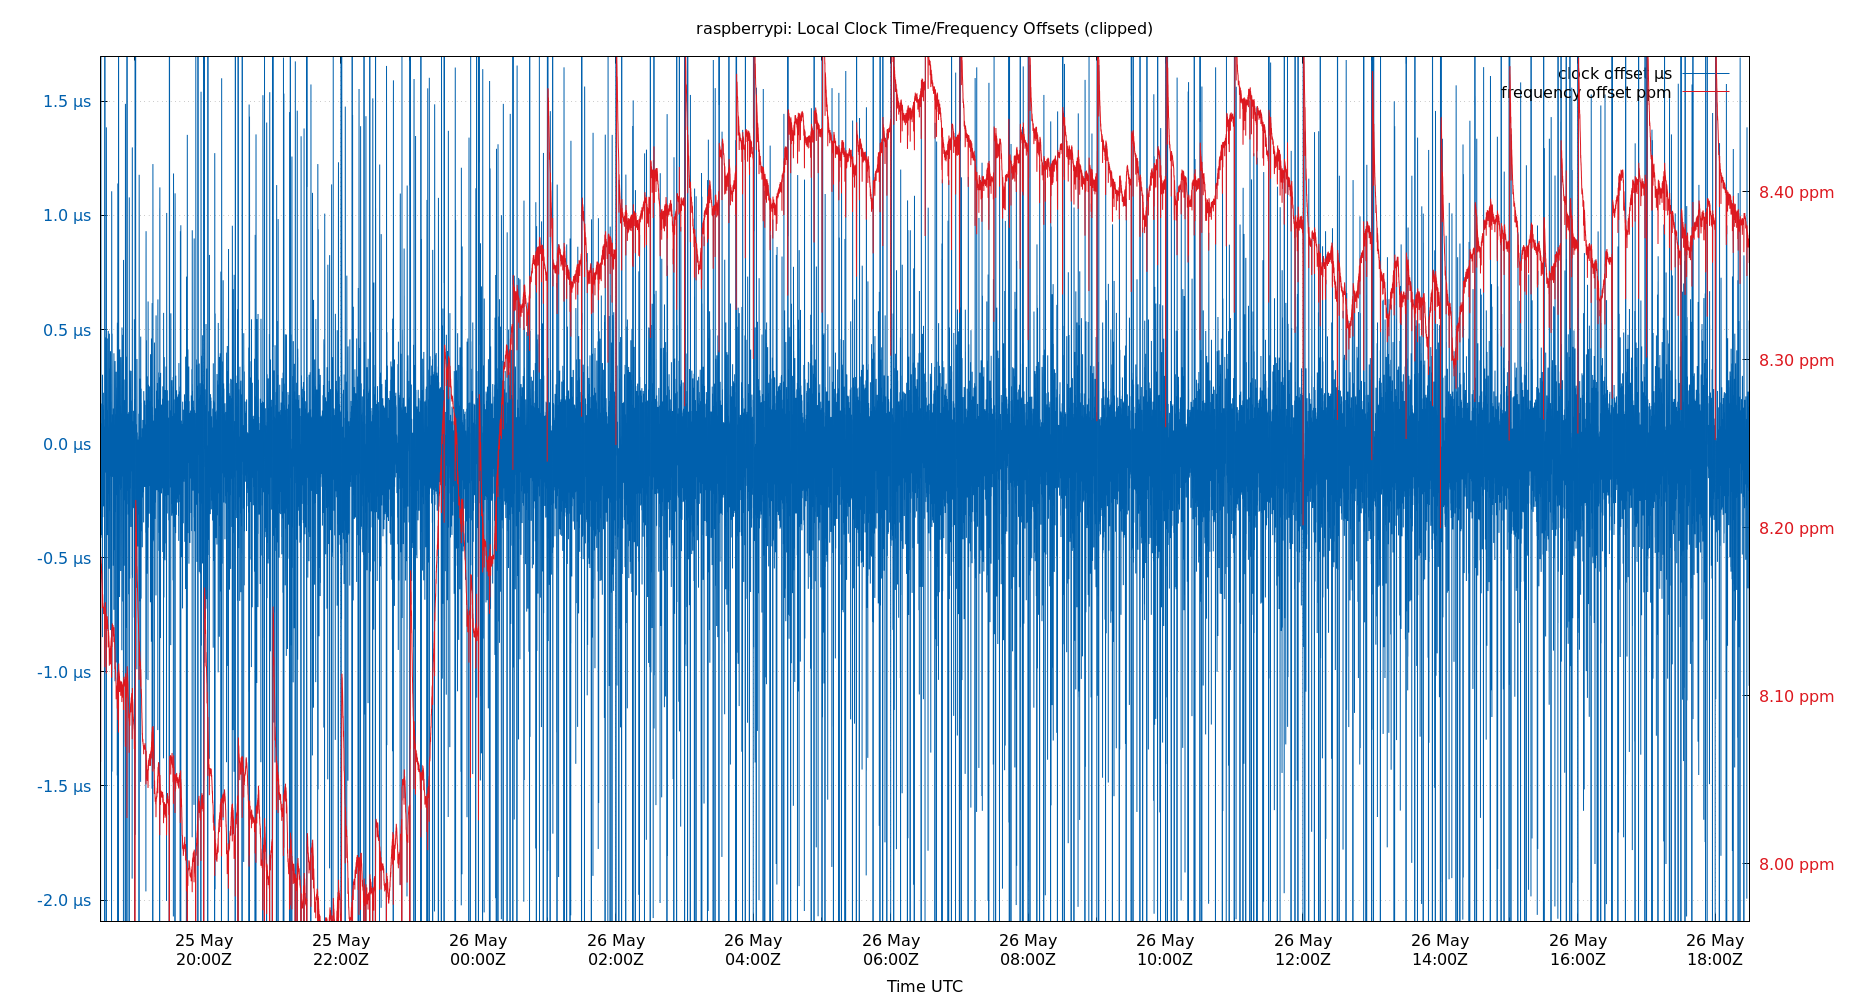 raspberrypi: Local Clock Time/Frequency Offsets (clipped)
clock offset µs
frequency offset ppm
1.5 µs
1.0 µs
0.5 µs
0.0 µs
-0.5 µs
-1.0 µs
-1.5 µs
-2.0 µs
8.40 ppm
8.30 ppm
8.20 ppm
8.10 ppm
8.00 ppm
25 May 25 May 26 May 26 May 26 May 26 May 26 May 26 May 26 May 26 May 26 May 26 May
20:00Z 22:00Z 00:00Z 02:00Z 04:00Z 06:00Z 08:00Z 10:00Z 12:00Z 14:00Z 16:00Z 18:00Z
Time UTC